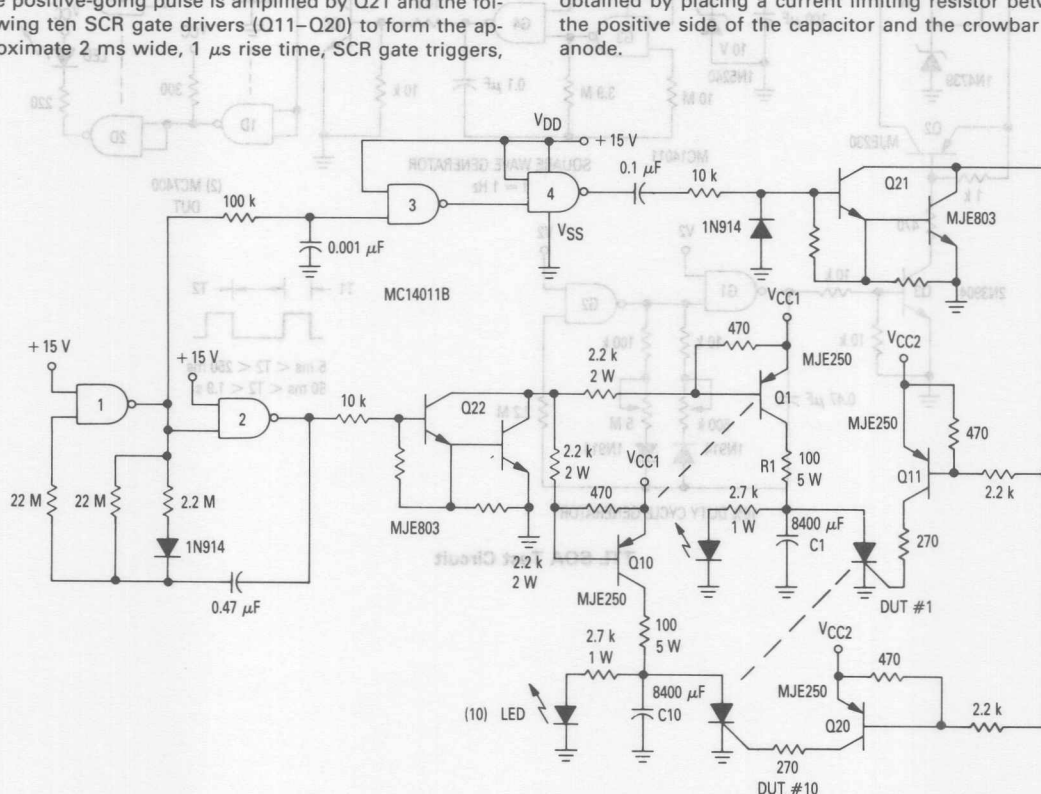 e positive-going pulse is amplified by Q21 and the fol-
wing ten SCR gate drivers (Q11–Q20) to form the ap-
oximate 2 ms wide, 1 μs rise time, SCR gate triggers,
obtained by placing a current limiting resistor betw
the positive side of the capacitor and the crowbar
anode.
VDD
+ 15 V
0.1 μF
10 k
Q21
3
4
100 k
1N914
MJE803
VSS
0.001 μF
MC14011B
VCC1
470
VCC2
+ 15 V
+ 15 V
2.2 k
2 W
MJE250
1
2
10 k
Q22
Q1
MJE250
470
2.2 k
2 W
VCC1
R1
100
5 W
Q11
22 M
22 M
2.2 M
470
2.7 k
1 W
2.2 k
1N914
MJE803
8400 μF
C1
270
2.2 k
2 W
Q10
0.47 μF
MJE250
DUT #1
2.7 k
1 W
100
5 W
VCC2
470
8400 μF
MJE250
(10) LED
C10
Q20
2.2 k
270
DUT #10